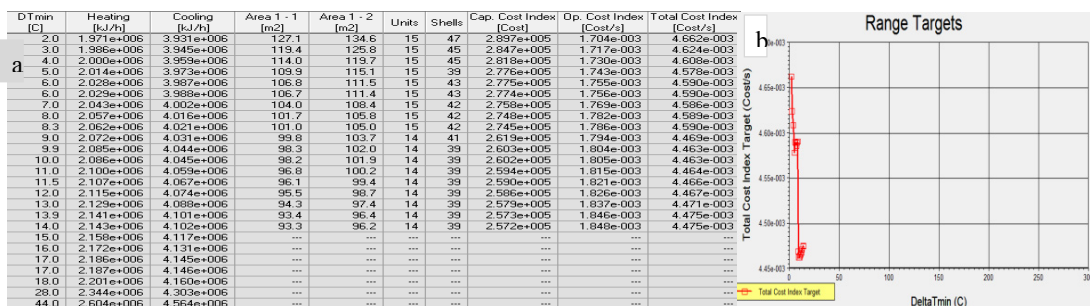 DTmin Heating Cooling Area 1 - 1 Area 1 - 2 Units Shells Cap. Cost Index Op. Cost Index Total Cost Index
[C] [kJ/h] [kJ/h] [m2] [m2] [Cost] [Cost/s] [Cost/s]
2.0 1.971e+006 3.931e+006 127.1 134.6 15 47 2.897e+005 1.704e-003 4.662e-003
3.0 1.986e+006 3.945e+006 119.4 125.8 15 45 2.847e+005 1.717e-003 4.624e-003
4.0 2.000e+006 3.959e+006 114.0 119.7 15 45 2.818e+005 1.730e-003 4.608e-003
5.0 2.014e+006 3.973e+006 109.9 115.1 15 39 2.776e+005 1.743e-003 4.578e-003
6.0 2.028e+006 3.987e+006 106.8 111.5 15 43 2.775e+005 1.755e-003 4.590e-003
6.0 2.029e+006 3.988e+006 106.7 111.4 15 43 2.774e+005 1.756e-003 4.590e-003
7.0 2.043e+006 4.002e+006 104.0 108.4 15 42 2.758e+005 1.769e-003 4.586e-003
8.0 2.057e+006 4.016e+006 101.7 105.8 15 42 2.748e+005 1.782e-003 4.589e-003
8.3 2.062e+006 4.021e+006 101.0 105.0 15 42 2.745e+005 1.786e-003 4.590e-003
9.0 2.072e+006 4.031e+006 99.8 103.7 14 41 2.619e+005 1.794e-003 4.469e-003
9.9 2.085e+006 4.044e+006 98.3 102.0 14 39 2.603e+005 1.804e-003 4.463e-003
10.0 2.086e+006 4.045e+006 98.2 101.9 14 39 2.602e+005 1.805e-003 4.463e-003
11.0 2.100e+006 4.059e+006 96.8 100.2 14 39 2.594e+005 1.815e-003 4.464e-003
11.5 2.107e+006 4.067e+006 96.1 99.4 14 39 2.590e+005 1.821e-003 4.466e-003
12.0 2.115e+006 4.074e+006 95.5 98.7 14 39 2.586e+005 1.826e-003 4.467e-003
13.0 2.129e+006 4.088e+006 94.3 97.4 14 39 2.579e+005 1.837e-003 4.471e-003
13.9 2.141e+006 4.101e+006 93.4 96.4 14 39 2.573e+005 1.846e-003 4.475e-003
14.0 2.143e+006 4.102e+006 93.3 96.2 14 39 2.572e+005 1.848e-003 4.475e-003
15.0 2.158e+006 4.117e+006 --- --- --- --- --- --- ---
16.0 2.172e+006 4.131e+006 --- --- --- --- --- --- ---
17.0 2.186e+006 4.145e+006 --- --- --- --- --- --- ---
17.0 2.187e+006 4.146e+006 --- --- --- --- --- --- ---
18.0 2.201e+006 4.160e+006 --- --- --- --- --- --- ---
28.0 2.344e+006 4.303e+006 --- --- --- --- --- --- ---
44.0 2.604e+006 4.564e+006 --- --- --- --- --- --- ---
a
b
Range Targets
Total Cost Index Target (Cost/s)
4.65e-003
4.60e-003
4.55e-003
4.50e-003
4.45e-003
0 50 100 150 200 250
Total Cost Index Target
DeltaTmin (C)